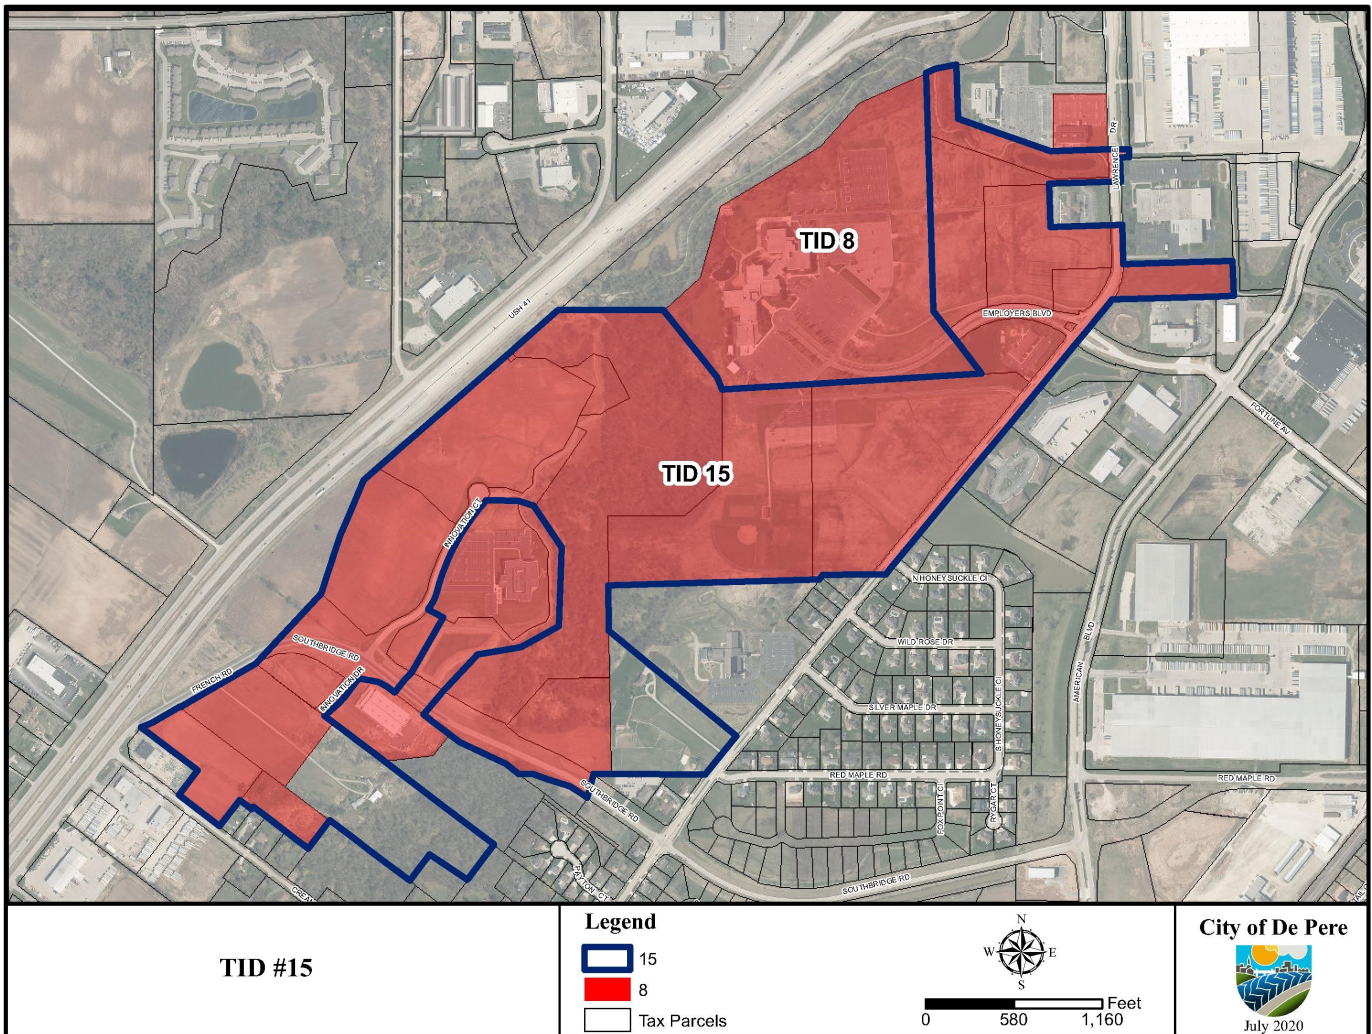 LAWRENCE DR
TID 8
USH 41
EMPLOYERS BLVD
FORTUNE AV
TID 15
INNOVATION CT
N HONEYSUCKLE CI
WILD ROSE DR
AMERICAN BLVD
SOUTHBRIDGE RD
FRENCH RD
INNOVATION DR
SILVER MAPLE DR
S HONEYSUCKLE CI
RED MAPLE RD
RED MAPLE RD
SOUTHBRIDGE RD
FOX POINT CI
RYGAR CT
PAYTON CT
SOUTHBRIDGE RD
TID #15
Legend
15
8
Tax Parcels
N
W E
S
Feet
0 580 1,160
City of De Pere
July 2020